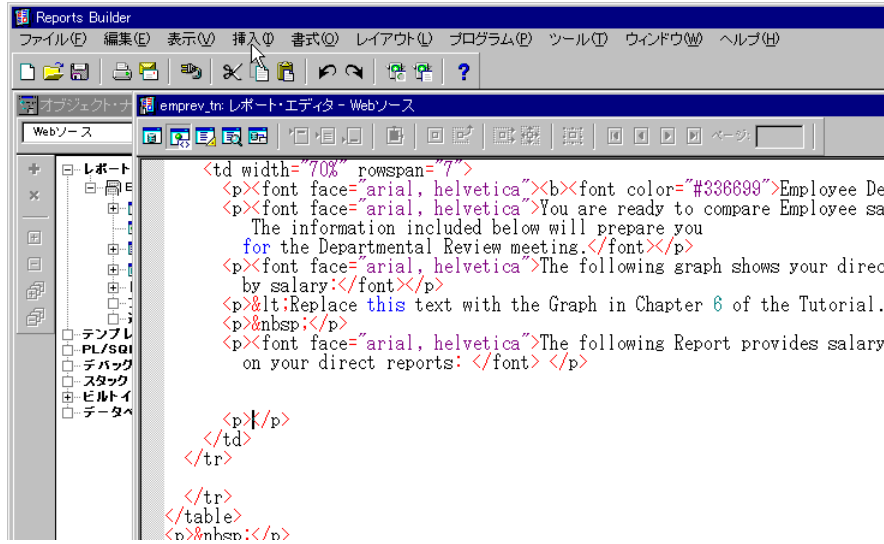 Reports Builder
ファイル(F) 編集(E) 表示(V) 挿入(I) 書式(O) レイアウト(L) プログラム(P) ツール(T) ウィンドウ(W) ヘルプ(H)
オブジェクト・ナ
emprev_tn: レポート・エディタ - Webソース
Webソース
ページ:
レポート
テンプレ
PL/SQL
デバック
スタック
ビルトイ
データベ
<td width="70%" rowspan="7">
<p><font face="arial, helvetica"><b><font color="#336699">Employee De
<p><font face="arial, helvetica">You are ready to compare Employee sa
The information included below will prepare you
for the Departmental Review meeting.</font></p>
<p><font face="arial, helvetica">The following graph shows your direc
by salary:</font></p>
<p>&lt;Replace this text with the Graph in Chapter 6 of the Tutorial.
<p>&nbsp;</p>
<p><font face="arial, helvetica">The following Report provides salary
on your direct reports: </font> </p>
<p></p>
</td>
</tr>
</tr>
</table>
<p>&nbsp;</p>